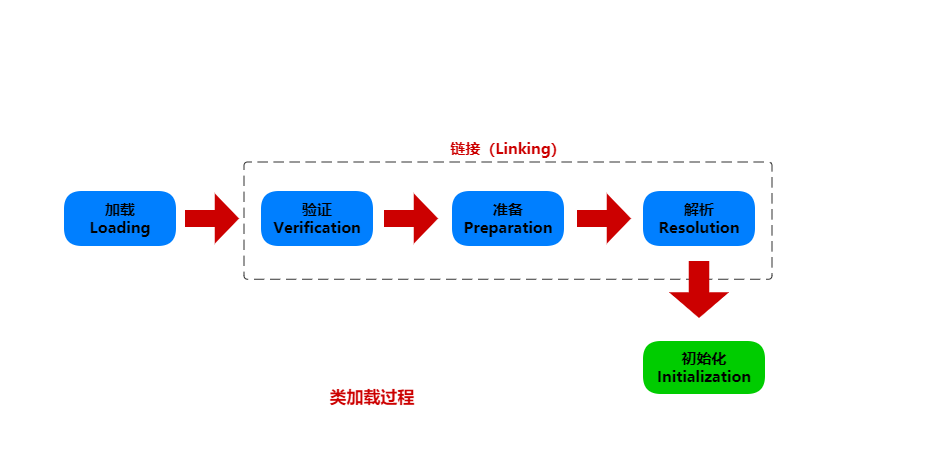 链接（Linking）
加载
Loading
验证
Verification
准备
Preparation
解析
Resolution
初始化
Initialization
类加载过程